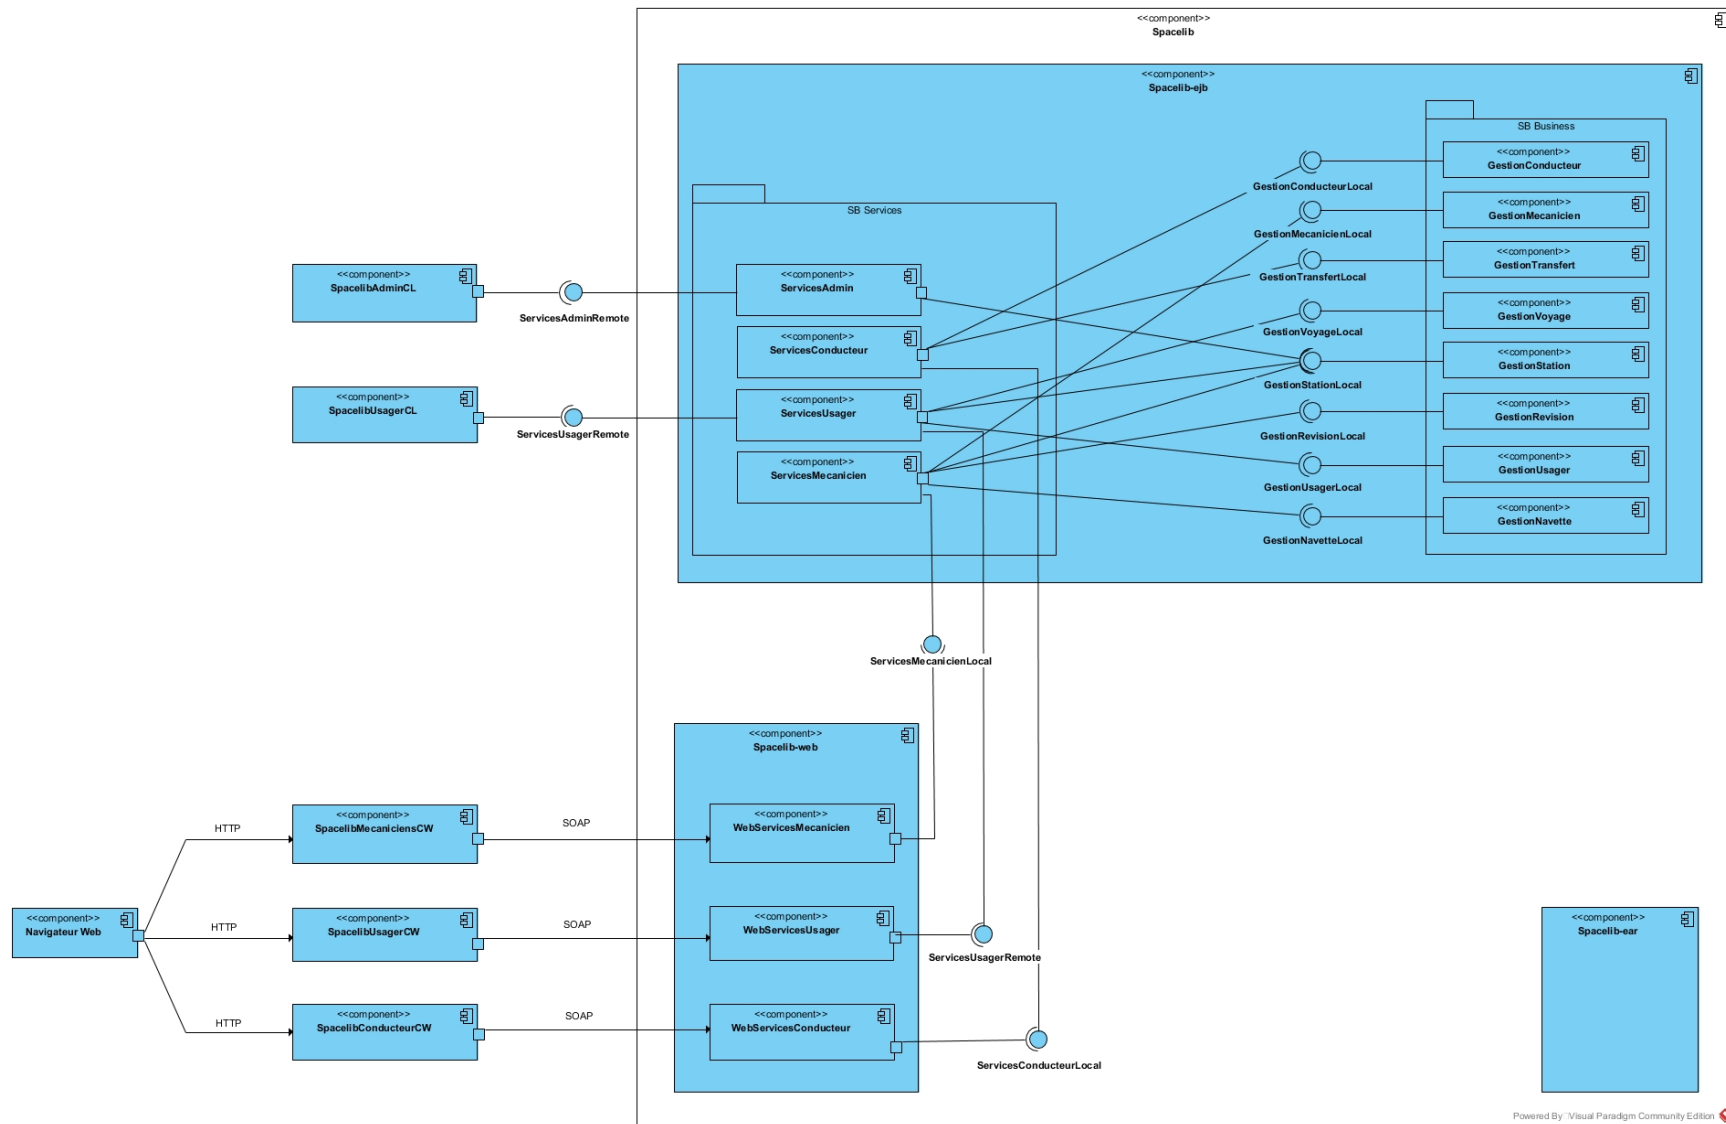 <<component>>
Spacelib
<<component>>
Spacelib-ejb
SB Business
<<component>>
GestionConducteur
GestionConducteurLocal
<<component>>
GestionMecanicien
GestionMecanicienLocal
<<component>>
GestionTransfert
GestionTransfertLocal
<<component>>
GestionVoyage
GestionVoyageLocal
<<component>>
GestionStation
GestionStationLocal
<<component>>
GestionRevision
GestionRevisionLocal
<<component>>
GestionUsager
GestionUsagerLocal
<<component>>
GestionNavette
GestionNavetteLocal
SB Services
<<component>>
ServicesAdmin
<<component>>
ServicesConducteur
<<component>>
ServicesUsager
<<component>>
ServicesMecanicien
<<component>>
SpacelibAdminCL
ServicesAdminRemote
<<component>>
SpacelibUsagerCL
ServicesUsagerRemote
ServicesMecanicienLocal
<<component>>
Spacelib-web
<<component>>
WebServicesMecanicien
<<component>>
WebServicesUsager
<<component>>
WebServicesConducteur
ServicesUsagerRemote
ServicesConducteurLocal
HTTP
<<component>>
SpacelibMecaniciensCW
SOAP
<<component>>
Navigateur Web
HTTP
<<component>>
SpacelibUsagerCW
SOAP
HTTP
<<component>>
SpacelibConducteurCW
SOAP
<<component>>
Spacelib-ear
Powered By Visual Paradigm Community Edition